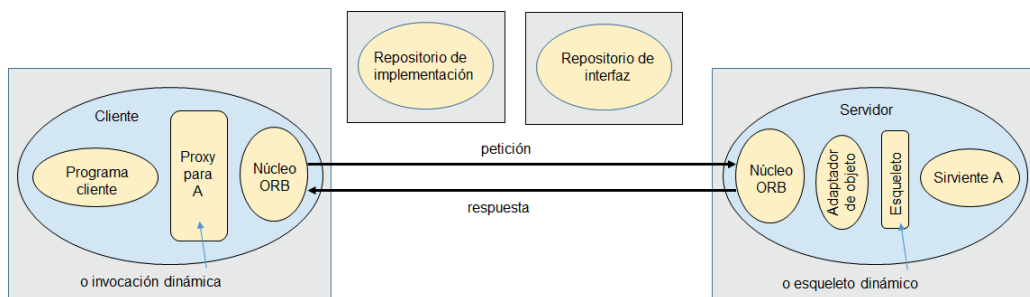 Repositorio de
implementación
Repositorio de
interfaz
Cliente
Programa
cliente
Proxy
para
A
Núcleo
ORB
o invocación dinámica
petición
respuesta
Servidor
Núcleo
ORB
Adaptador
de objeto
Esqueleto
Sirviente A
o esqueleto dinámico